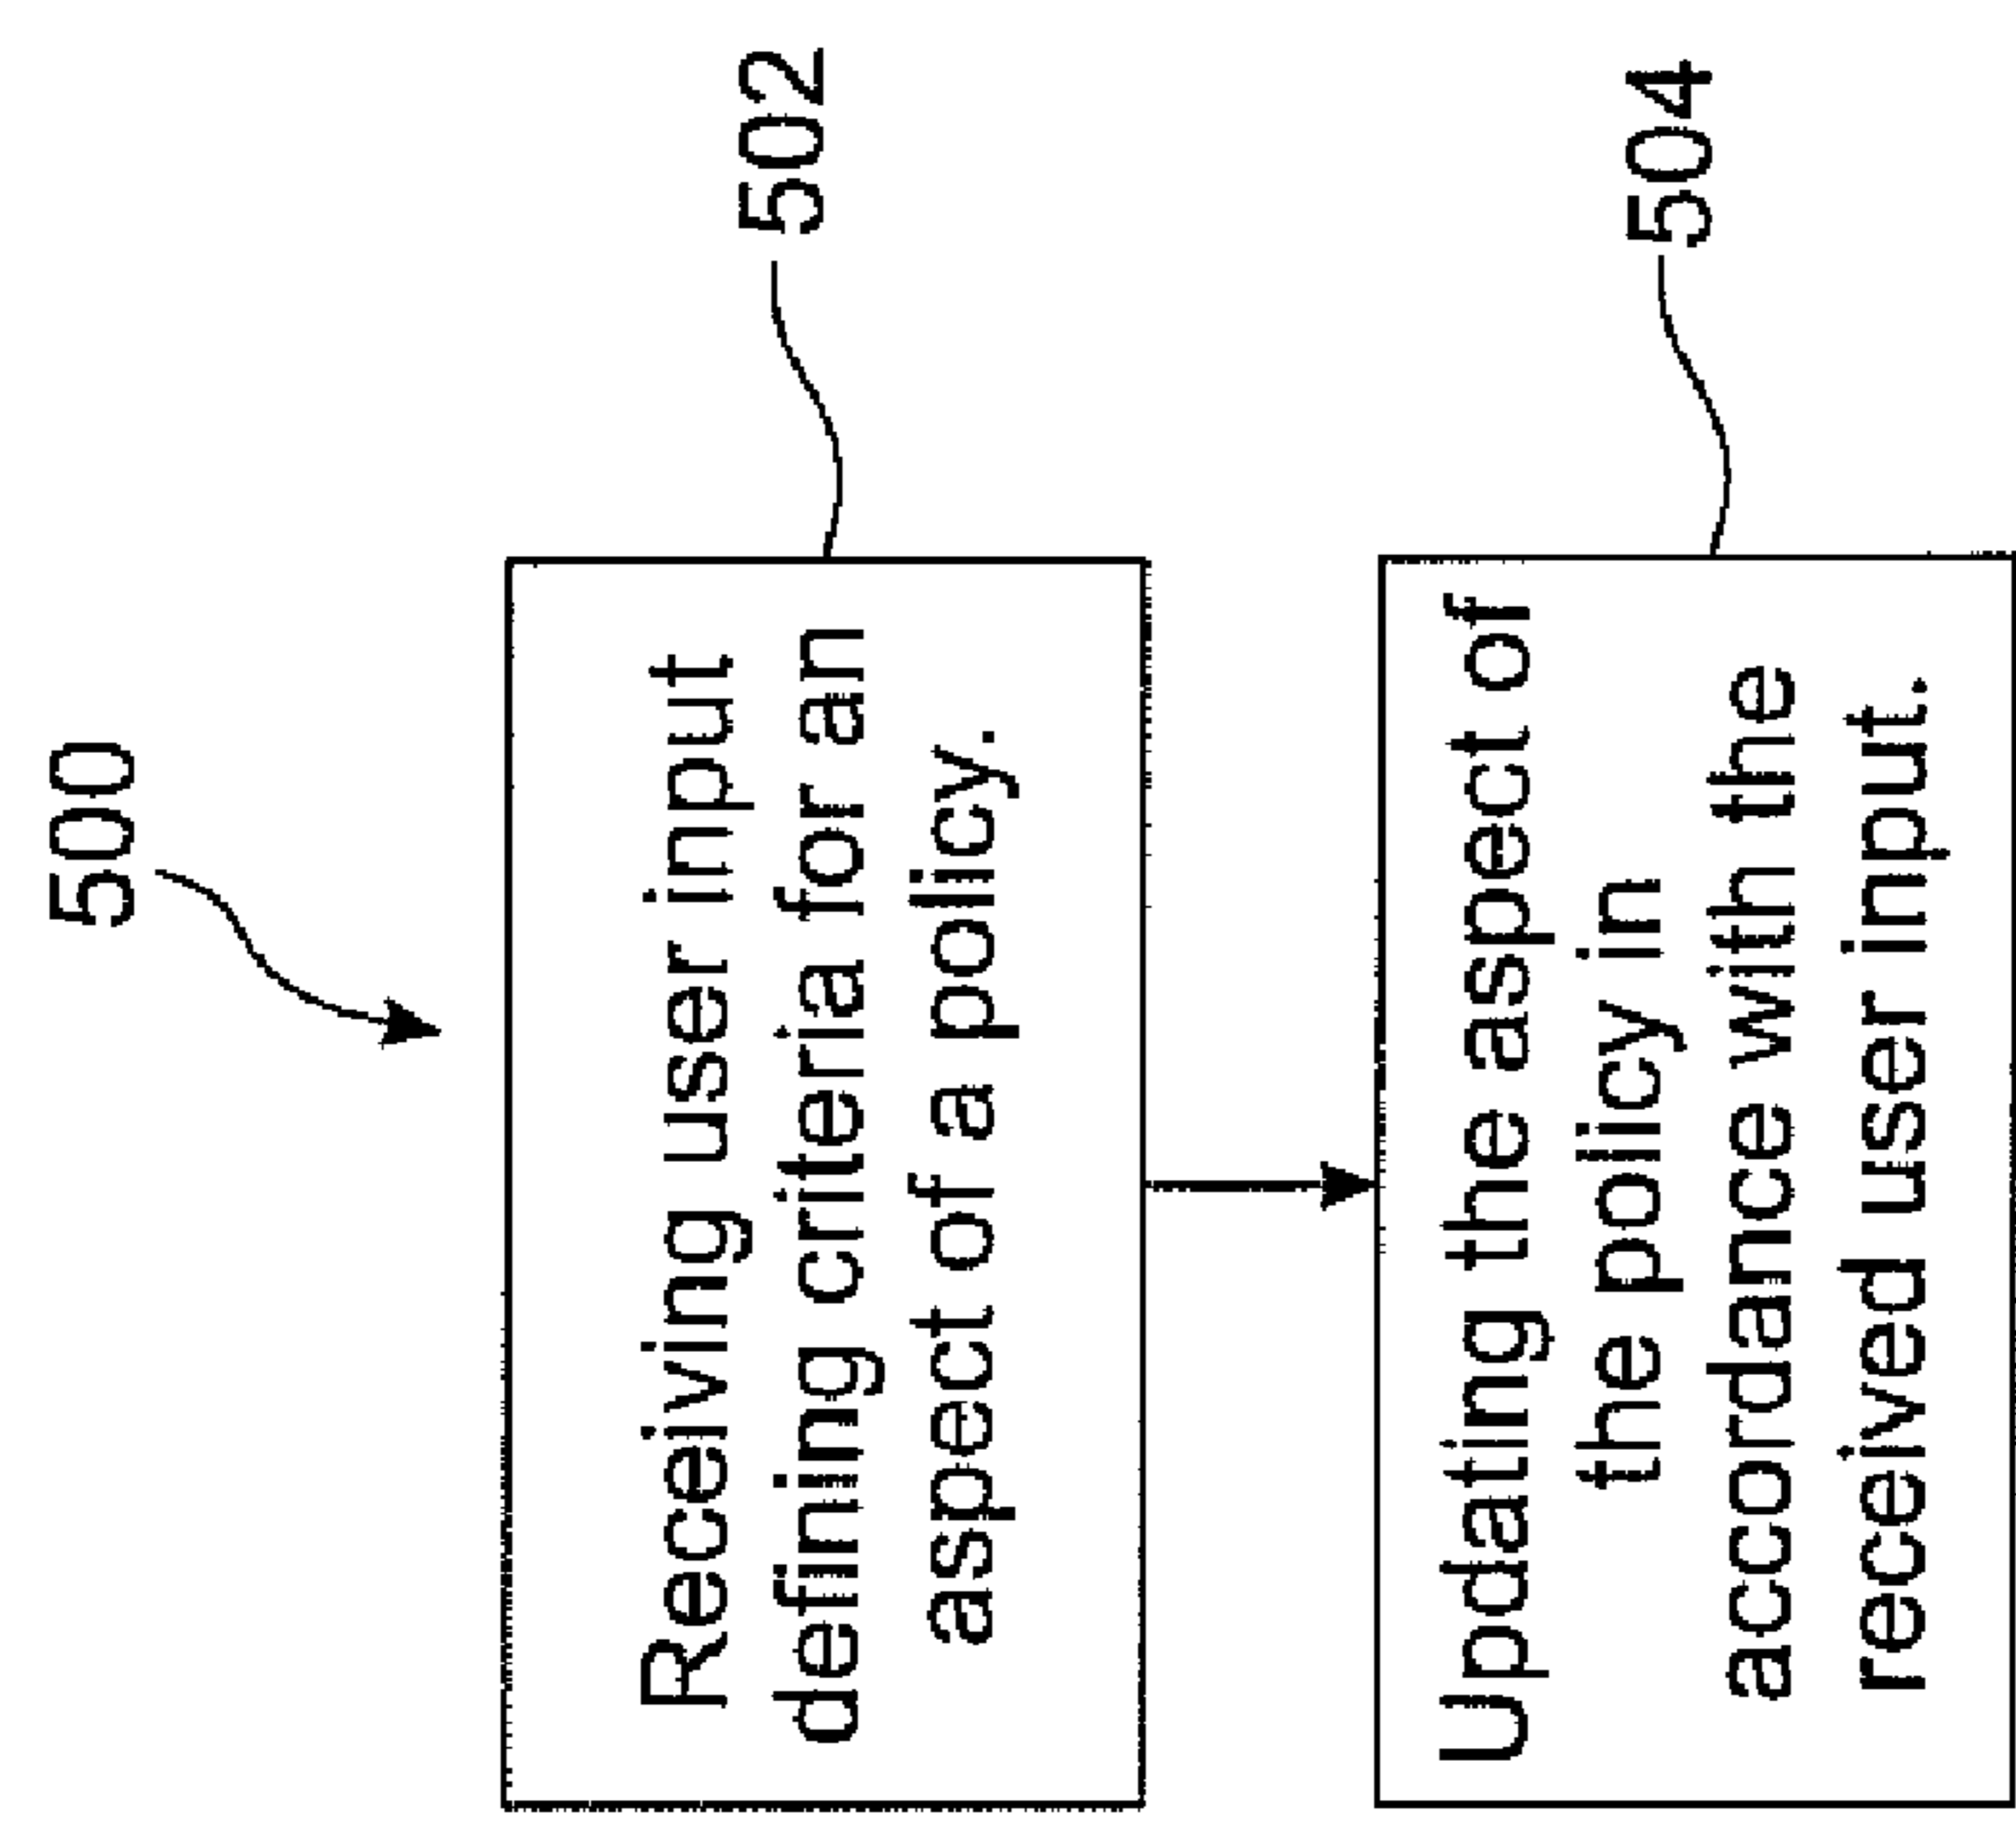 500
Receiving user input
defining criteria for an
aspect of a policy.
502
Updating the aspect of
the policy in
accordance with the
received user input.
504